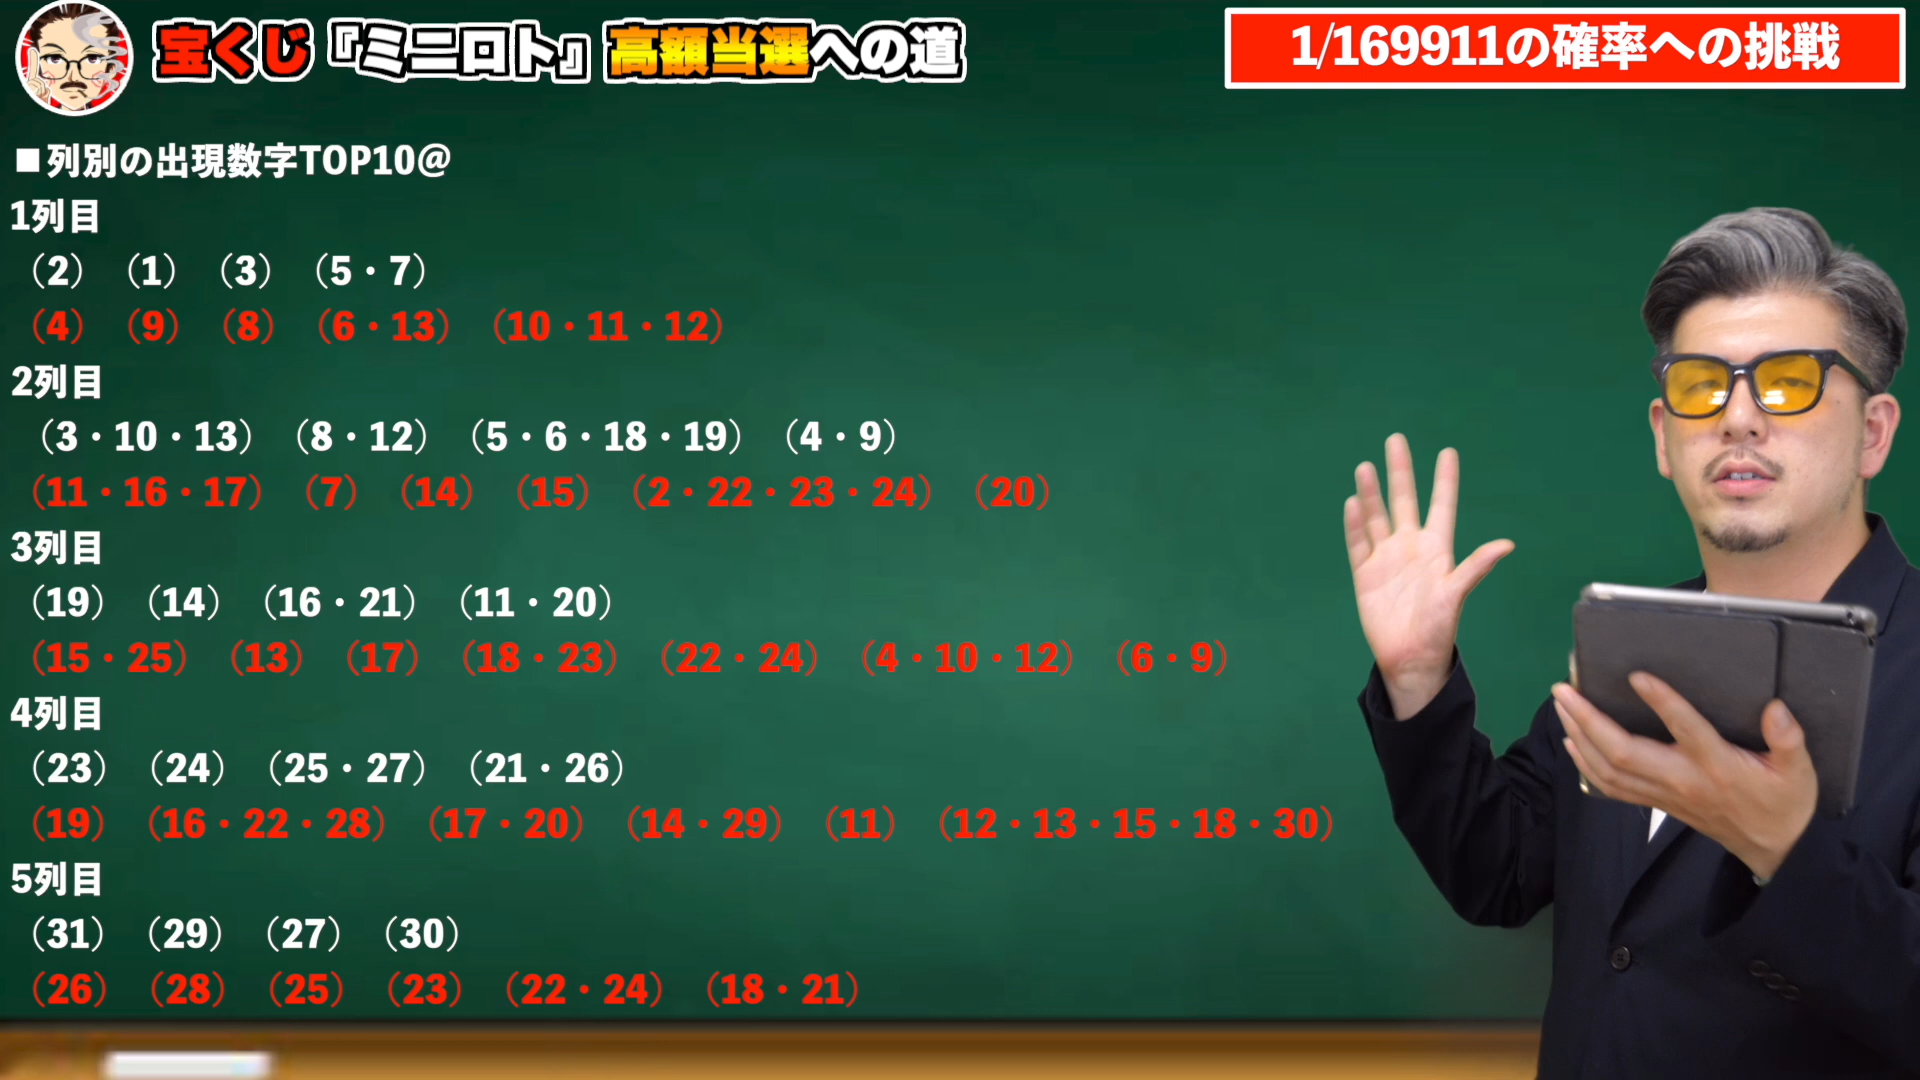 宝くじ『ミニロト』高額当選への道
1/169911の確率への挑戦
■列別の出現数字TOP10@
1列目
（2）（1）（3）（5・7）
（4）（9）（8）（6・13）（10・11・12）
2列目
（3・10・13）（8・12）（5・6・18・19）（4・9）
（11・16・17）（7）（14）（15）（2・22・23・24）（20）
3列目
（19）（14）（16・21）（11・20）
（15・25）（13）（17）（18・23）（22・24）（4・10・12）（6・9）
4列目
（23）（24）（25・27）（21・26）
（19）（16・22・28）（17・20）（14・29）（11）（12・13・15・18・30）
5列目
（31）（29）（27）（30）
（26）（28）（25）（23）（22・24）（18・21）